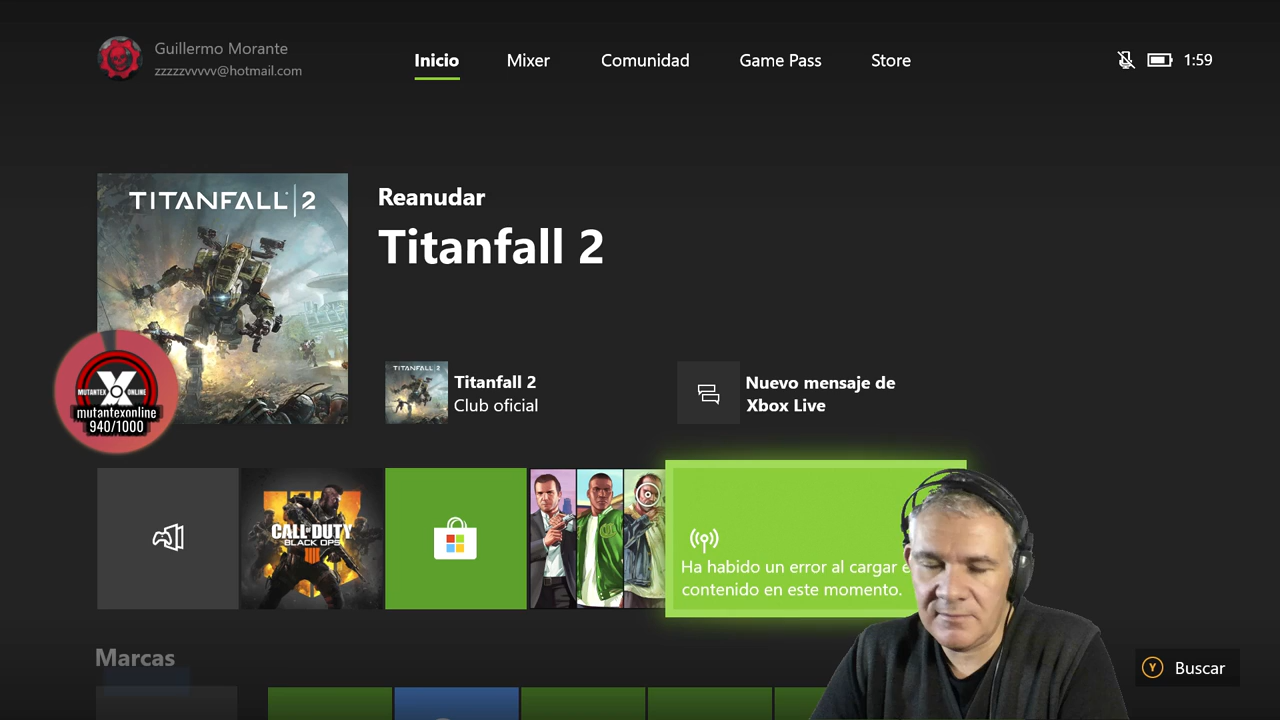 Guillermo Morante
zzzzzvvvvv@hotmail.com
Inicio
Mixer
Comunidad
Game Pass
Store
1:59
TITANFALL 2
Reanudar
Titanfall 2
MUTANTEX ONLINE
mutantexonline
940/1000
TITANFALL 2
Titanfall 2
Club oficial
Nuevo mensaje de
Xbox Live
CALL OF DUTY
BLACK OPS
IIII
Ha habido un error al cargar e
contenido en este momento.
Marcas
Y Buscar